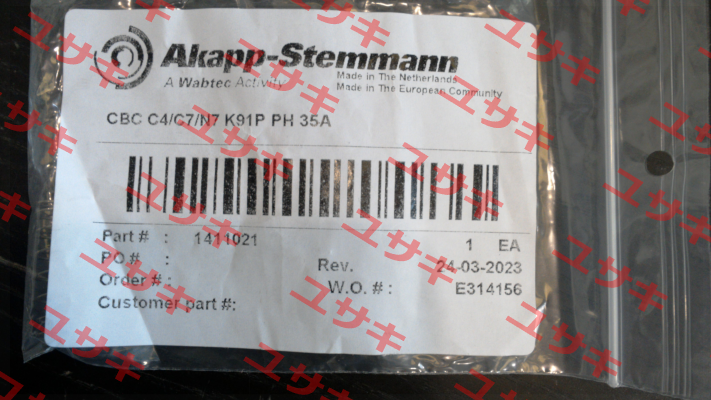 Akapp-Stemmann
A Wabtec Activity
Made in The Netherlands
Made in The European Community
CBC C4/C7/N7 K91P PH 35A
Part # : 1411021
1 EA
P.O.# :
Rev. 24-03-2023
Order # :
W.O. # : E314156
Customer part #:
ユサキ